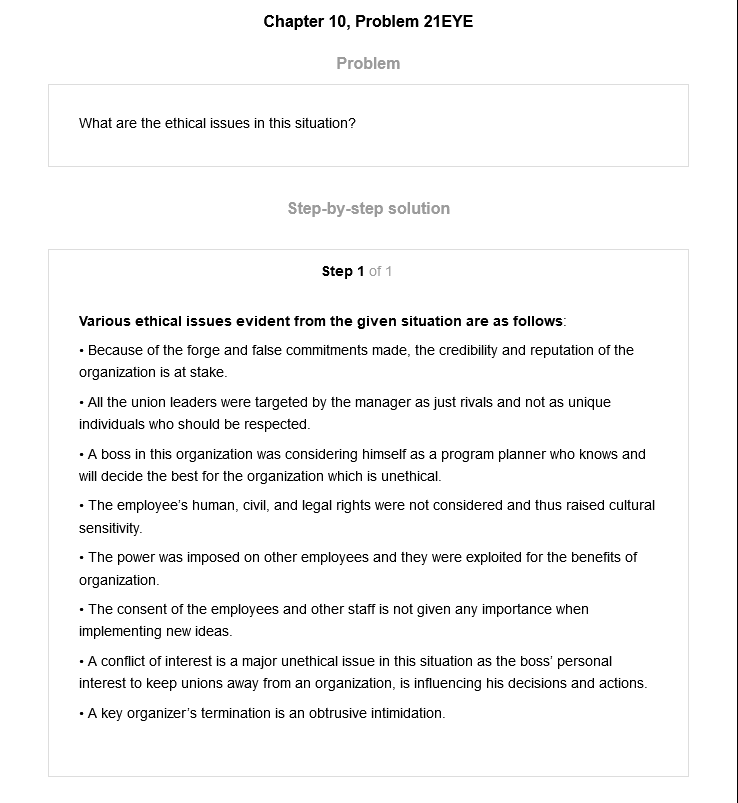 Chapter 10, Problem 21EYE
Problem
What are the ethical issues in this situation?
Step-by-step solution
Step 1 of 1
Various ethical issues evident from the given situation are as follows:
• Because of the forge and false commitments made, the credibility and reputation of the
organization is at stake.
• All the union leaders were targeted by the manager as just rivals and not as unique
individuals who should be respected.
• A boss in this organization was considering himself as a program planner who knows and
will decide the best for the organization which is unethical.
• The employee's human, civil, and legal rights were not considered and thus raised cultural
sensitivity.
• The power was imposed on other employees and they were exploited for the benefits of
organization.
• The consent of the employees and other staff is not given any importance when
implementing new ideas.
• A conflict of interest is a major unethical issue in this situation as the boss' personal
interest to keep unions away from an organization, is influencing his decisions and actions.
• A key organizer's termination is an obtrusive intimidation.